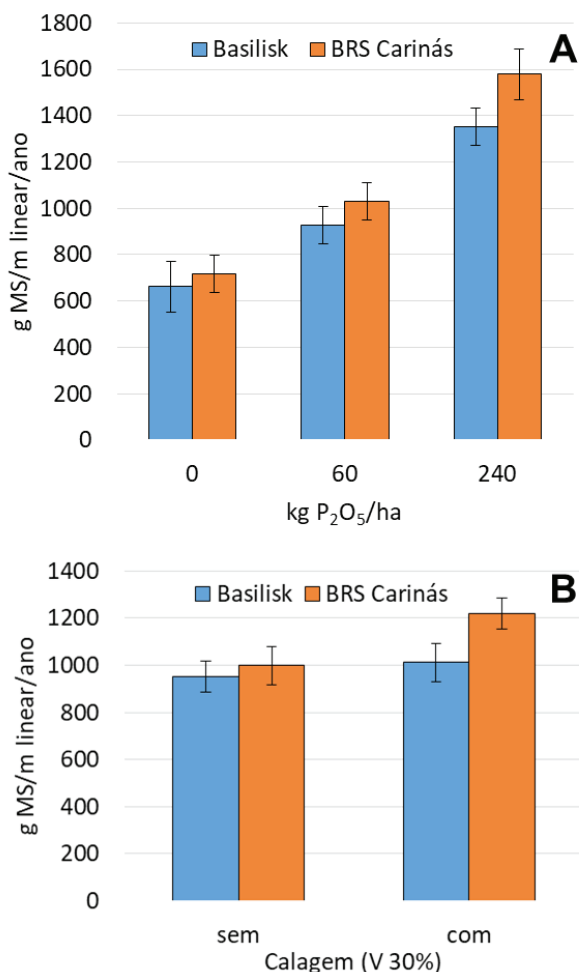 1800
Basilisk BRS Carinás A
1600
1400
1200
1000
800
600
400
200
0
0 60 240
kg P₂O₅/ha
g MS/m linear/ano
1400
Basilisk BRS Carinás B
1200
1000
800
600
400
200
0
sem com
Calagem (V 30%)
g MS/m linear/ano